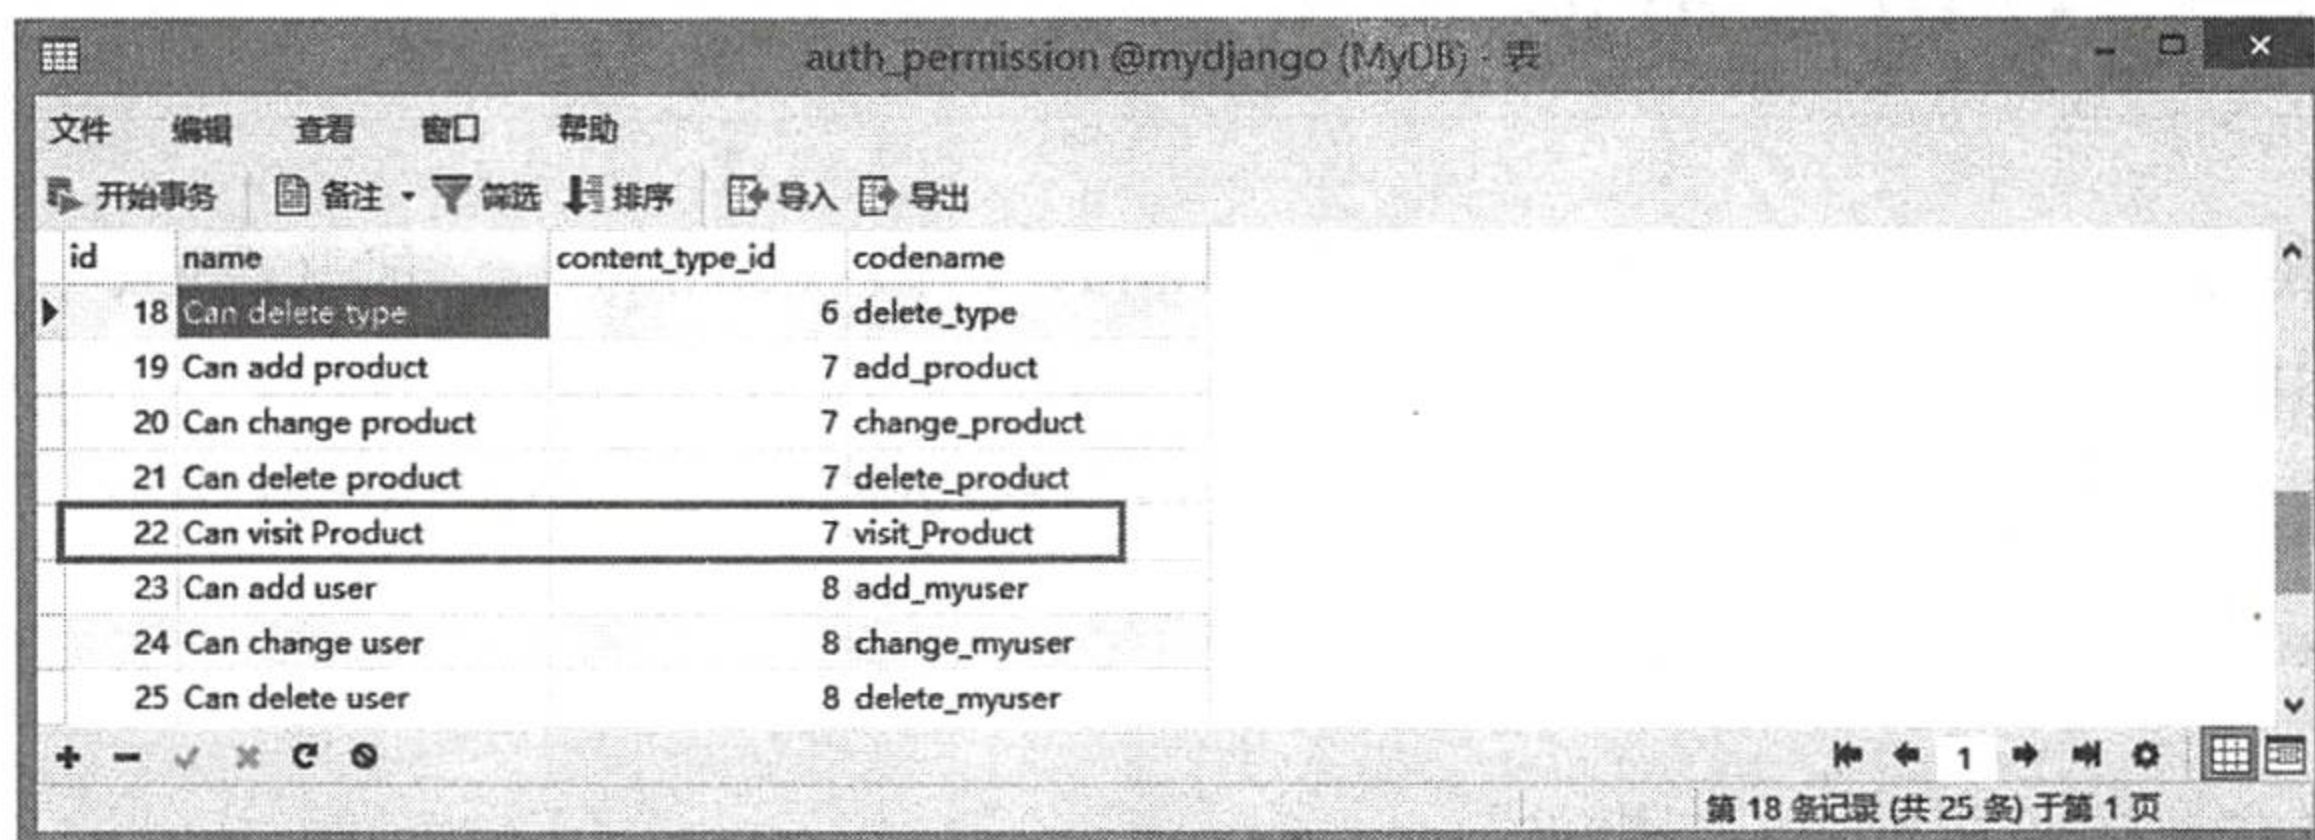 auth_permission @mydjango (MyDB) - 表
文件 编辑 查看 窗口 帮助
开始事务 备注 筛选 排序 导入 导出
id name content_type_id codename
18 Can delete type 6 delete_type
19 Can add product 7 add_product
20 Can change product 7 change_product
21 Can delete product 7 delete_product
22 Can visit Product 7 visit_Product
23 Can add user 8 add_myuser
24 Can change user 8 change_myuser
25 Can delete user 8 delete_myuser
1
第 18 条记录 (共 25 条) 于第 1 页